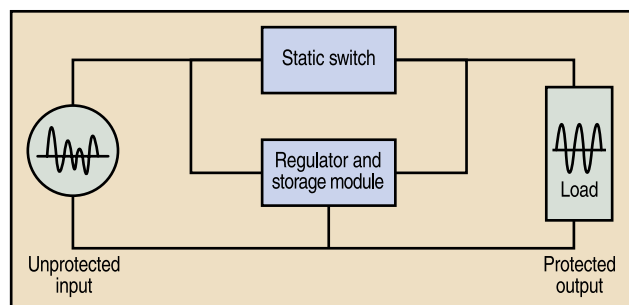 Static switch
Regulator and
storage module
Load
Unprotected
input
Protected
output